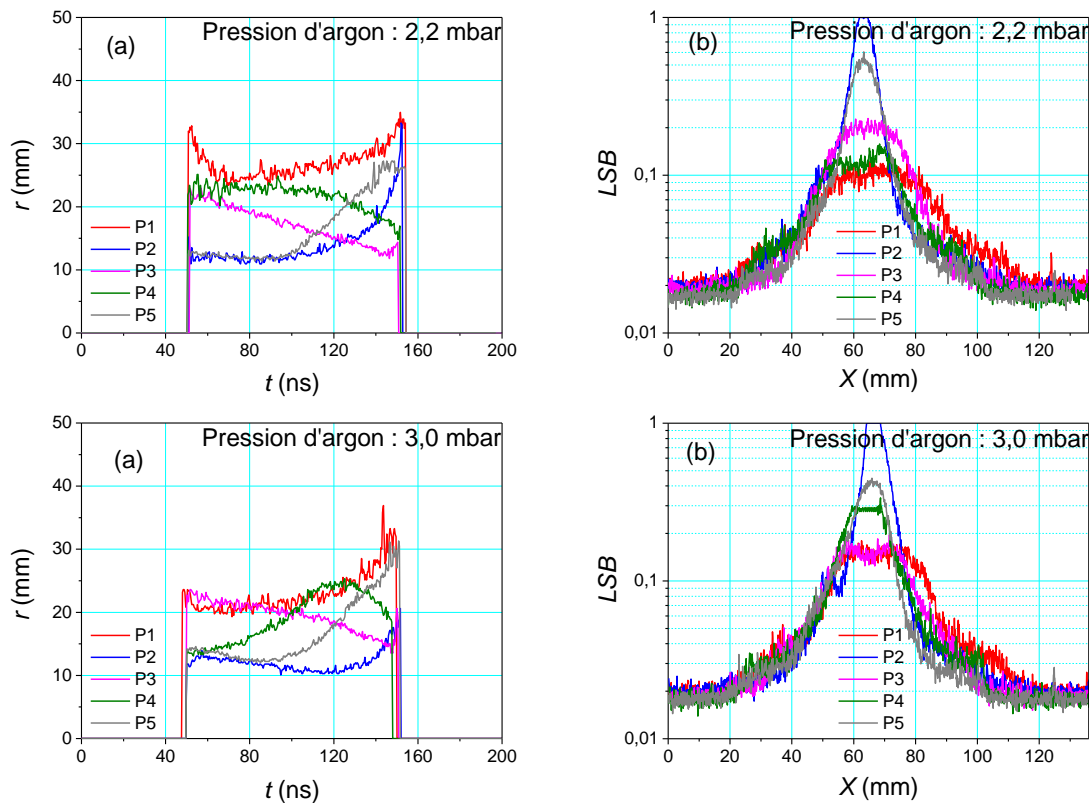 (a)
Pression d'argon : 2,2 mbar
50
40
30
20
10
0
r (mm)
P1
P2
P3
P4
P5
0
40
80
120
160
200
t (ns)
(b)
Pression d'argon : 2,2 mbar
1
0,1
0,01
LSB
P1
P2
P3
P4
P5
0
20
40
60
80
100
120
X (mm)
(a)
Pression d'argon : 3,0 mbar
50
40
30
20
10
0
r (mm)
P1
P2
P3
P4
P5
0
40
80
120
160
200
t (ns)
(b)
Pression d'argon : 3,0 mbar
1
0,1
0,01
LSB
P1
P2
P3
P4
P5
0
20
40
60
80
100
120
X (mm)